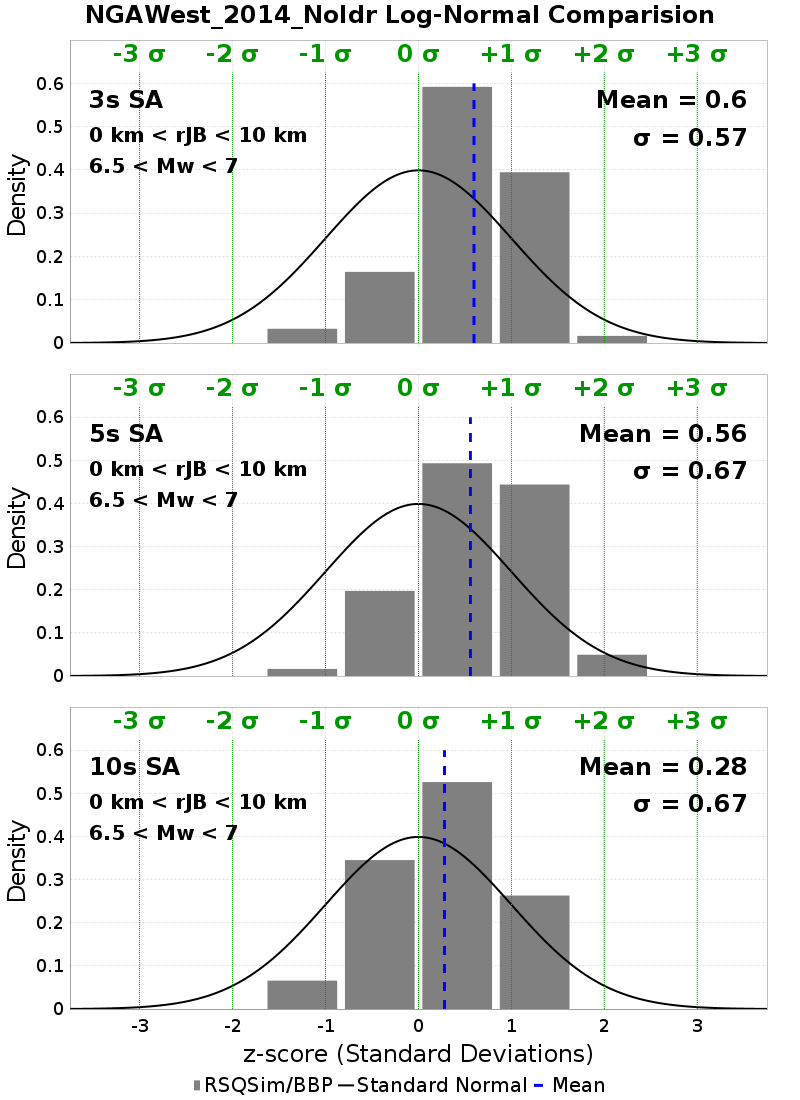 NGAWest_2014_NoIdr Log-Normal Comparision
-3 σ -2 σ -1 σ 0 σ +1 σ +2 σ +3 σ
3s SA
Mean = 0.6
0 km < rJB < 10 km
σ = 0.57
6.5 < Mw < 7
0.6
0.5
0.4
0.3
0.2
0.1
0
Density
-3 σ -2 σ -1 σ 0 σ +1 σ +2 σ +3 σ
5s SA
Mean = 0.56
0 km < rJB < 10 km
σ = 0.67
6.5 < Mw < 7
0.6
0.5
0.4
0.3
0.2
0.1
0
Density
-3 σ -2 σ -1 σ 0 σ +1 σ +2 σ +3 σ
10s SA
Mean = 0.28
0 km < rJB < 10 km
σ = 0.67
6.5 < Mw < 7
0.6
0.5
0.4
0.3
0.2
0.1
0
Density
-3 -2 -1 0 1 2 3
z-score (Standard Deviations)
RSQSim/BBP Standard Normal Mean